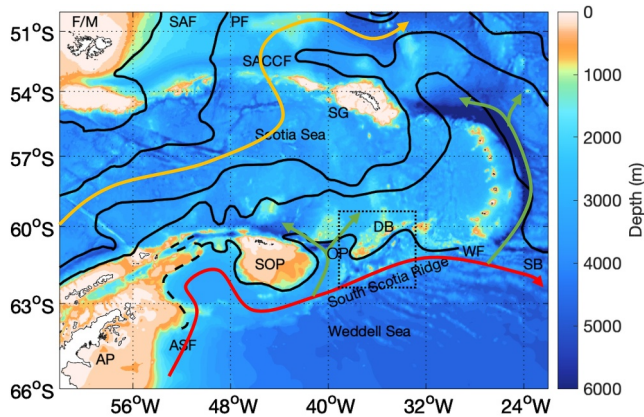 51°S
F/M
SAF
PF
0
SACCF
1000
54°S
SG
Scotia Sea
2000
57°S
3000
Depth (m)
60°S
DB
4000
OP
WF
SOP
SB
South Scotia Ridge
5000
63°S
Weddell Sea
ASF
AP
6000
66°S
56°W
48°W
40°W
32°W
24°W